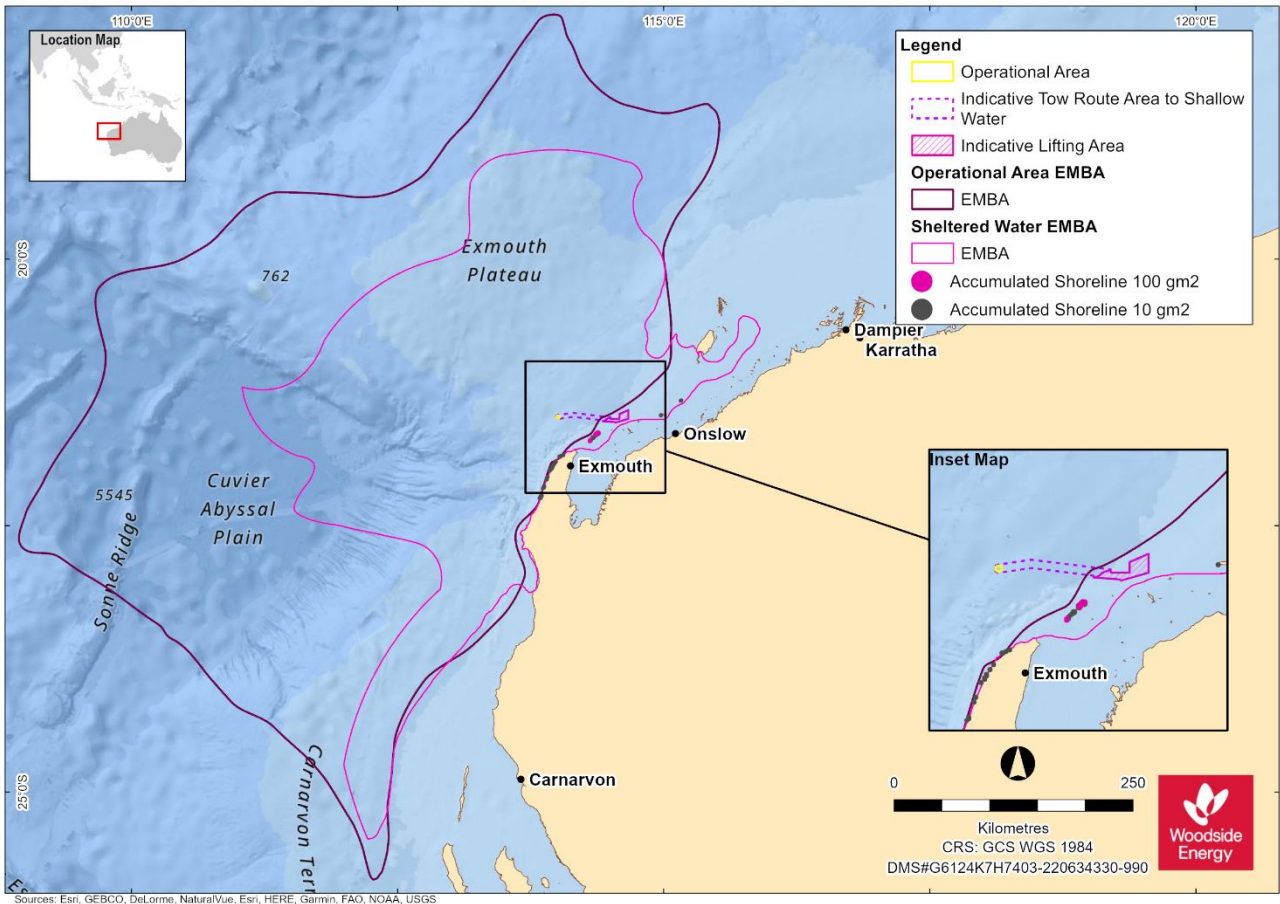 110°0'E
115°0'E
120°0'E
Location Map
Legend
Operational Area
Indicative Tow Route Area to Shallow
Water
Indicative Lifting Area
Operational Area EMBA
EMBA
Sheltered Water EMBA
EMBA
Accumulated Shoreline 100 gm2
Accumulated Shoreline 10 gm2
20°0'S
25°0'S
Exmouth
Plateau
762
Dampier
Karratha
Onslow
Exmouth
Cuvier
Abyssal
Plain
5545
Sonne Ridge
Carnarvon Terr
Carnarvon
Inset Map
Exmouth
0
250
Kilometres
CRS: GCS WGS 1984
DMS#G6124K7H7403-220634330-990
Woodside
Energy
Sources: Esri, GEBCO, DeLorme, NaturalVue, Esri, HERE, Garmin, FAO, NOAA, USGS